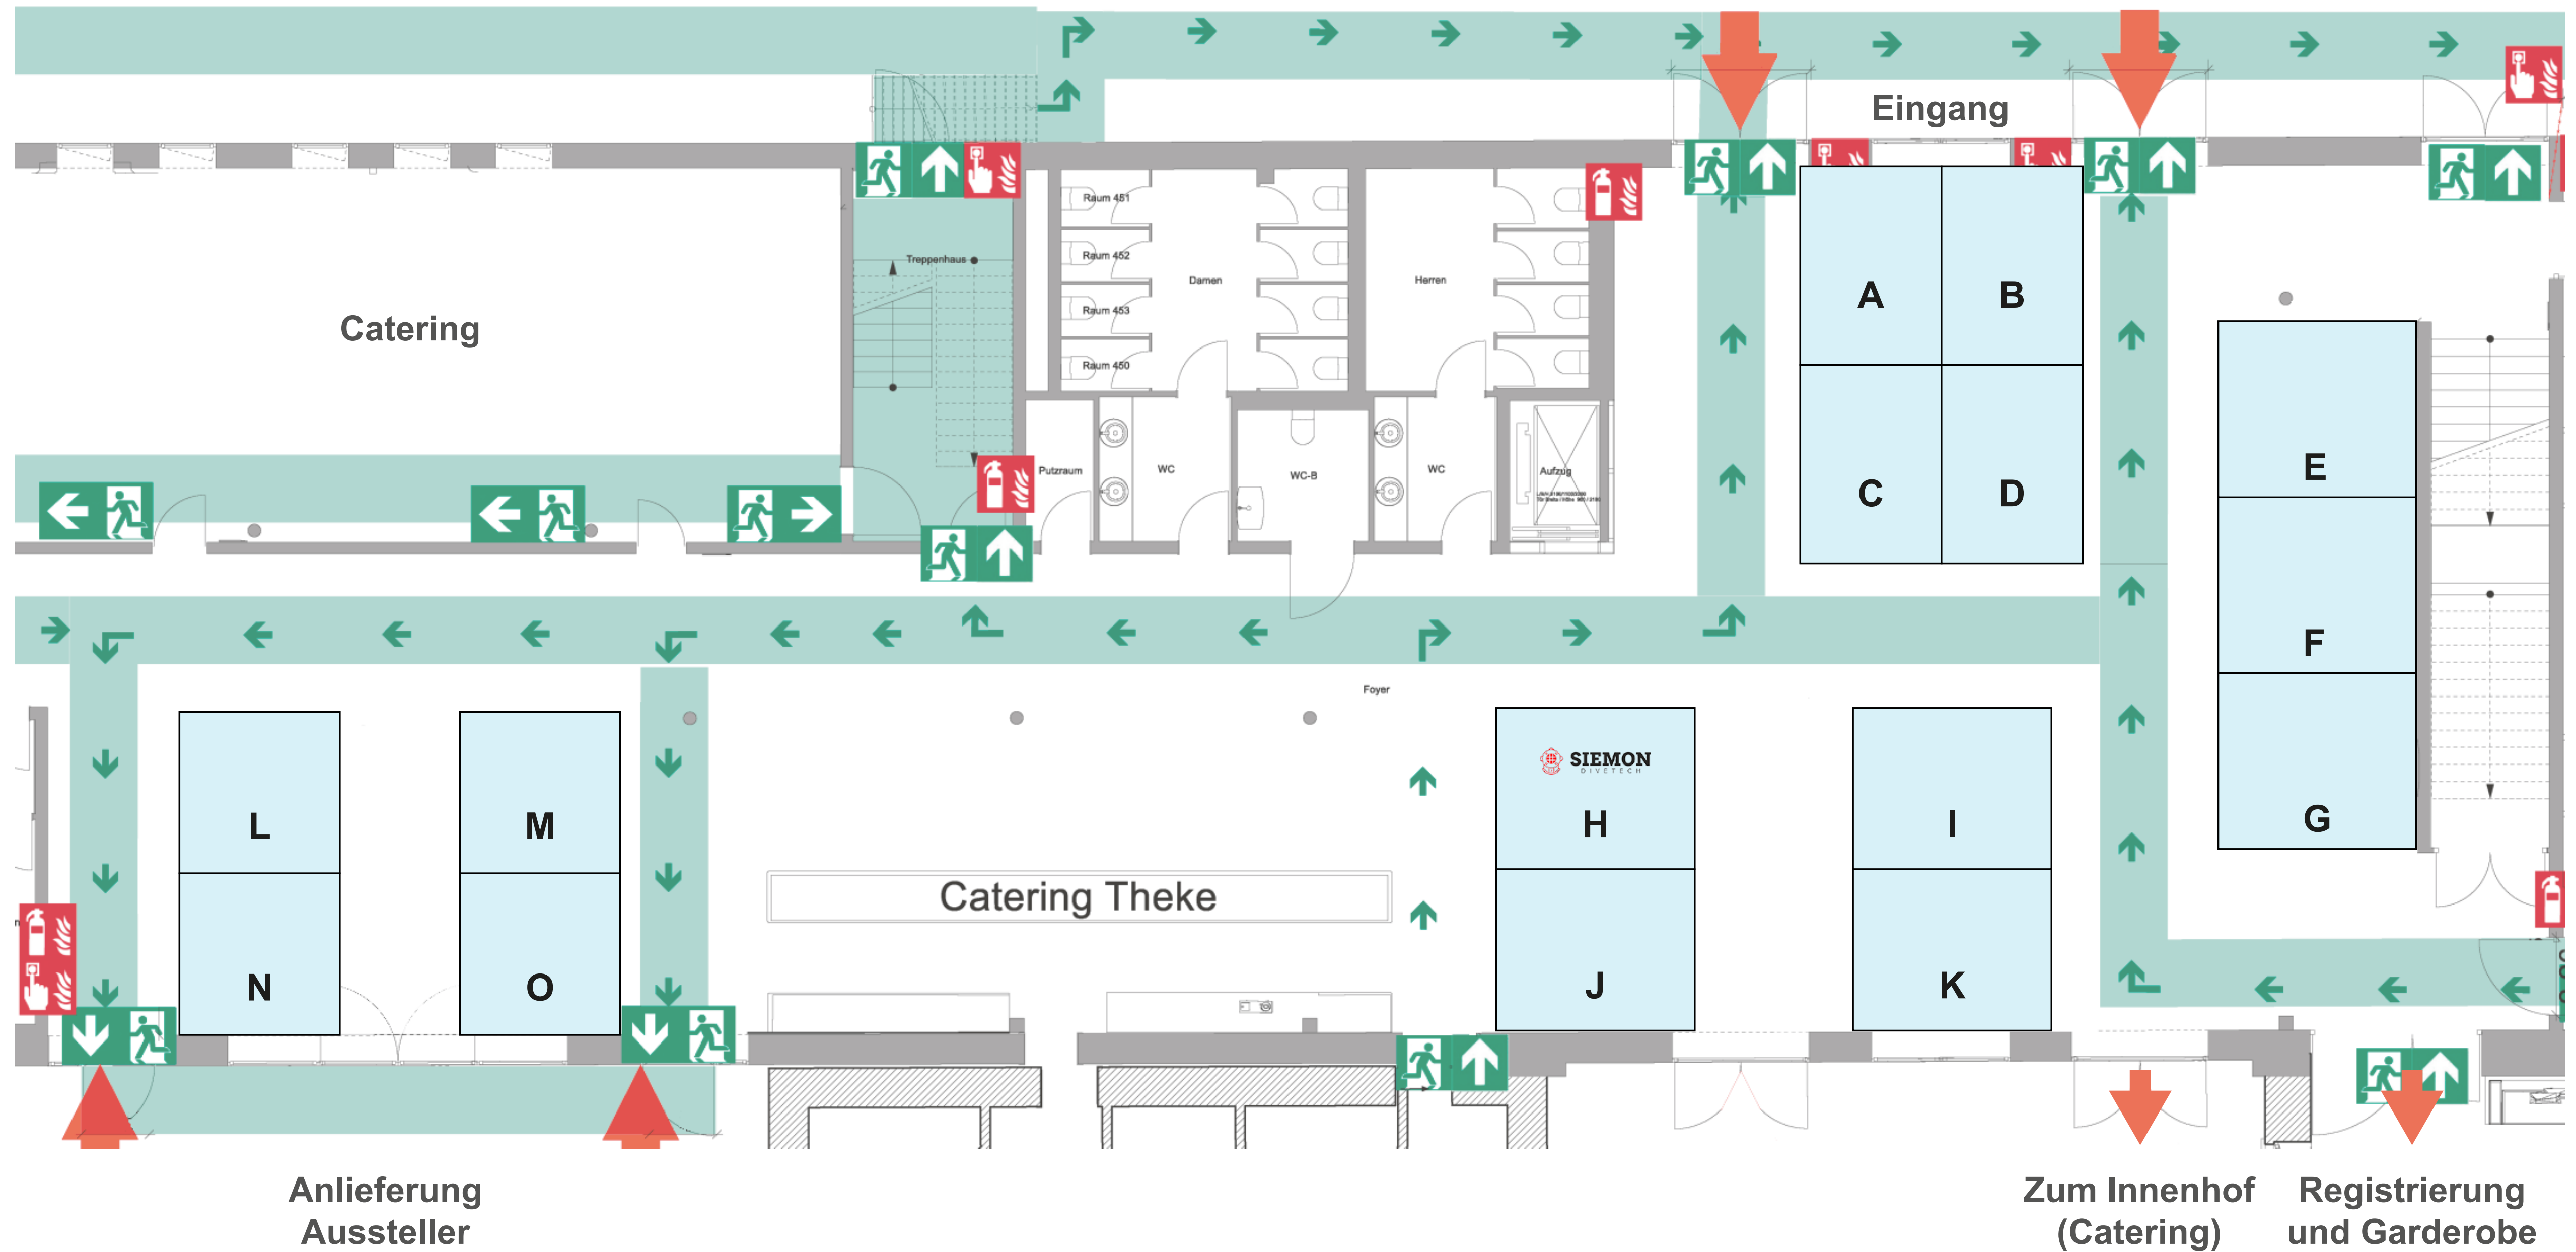 Eingang
Raum 451
Treppenhaus
Raum 452
Damen
Herren
A
B
Raum 453
Catering
Raum 450
E
Putzraum
WC
WC-B
WC
Aufzug
C
D
F
Foyer
SIEMON
DIVETECH
L
M
H
I
G
Catering Theke
N
O
J
K
Anlieferung
Aussteller
Zum Innenhof
(Catering)
Registrierung
und Garderobe